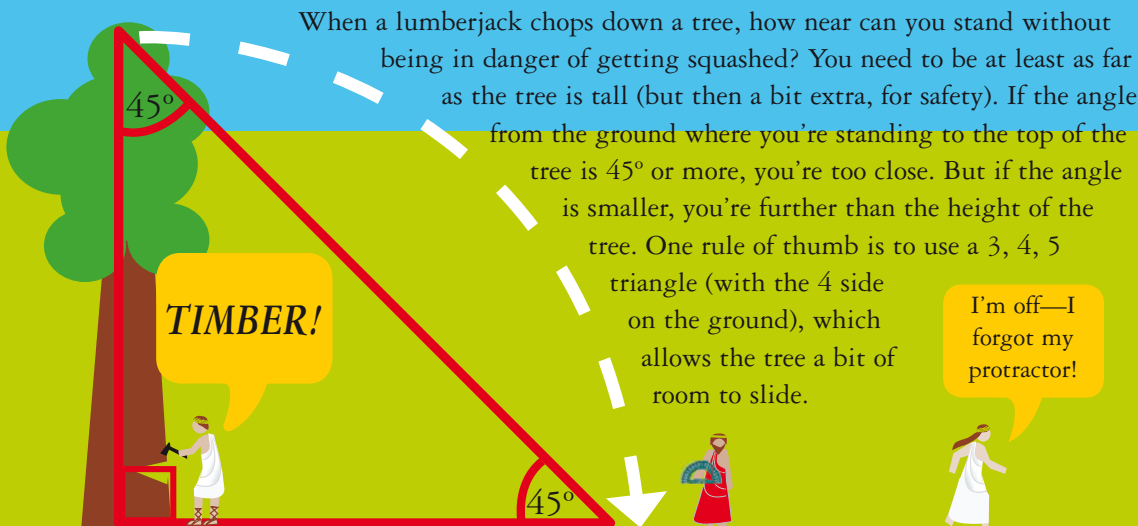 When a lumberjack chops down a tree, how near can you stand without
being in danger of getting squashed? You need to be at least as far
as the tree is tall (but then a bit extra, for safety). If the angle
from the ground where you're standing to the top of the
tree is 45º or more, you're too close. But if the angle
is smaller, you're further than the height of the
tree. One rule of thumb is to use a 3, 4, 5
triangle (with the 4 side
on the ground), which
allows the tree a bit of
room to slide.
45º
TIMBER!
I'm off—I
forgot my
protractor!
45º